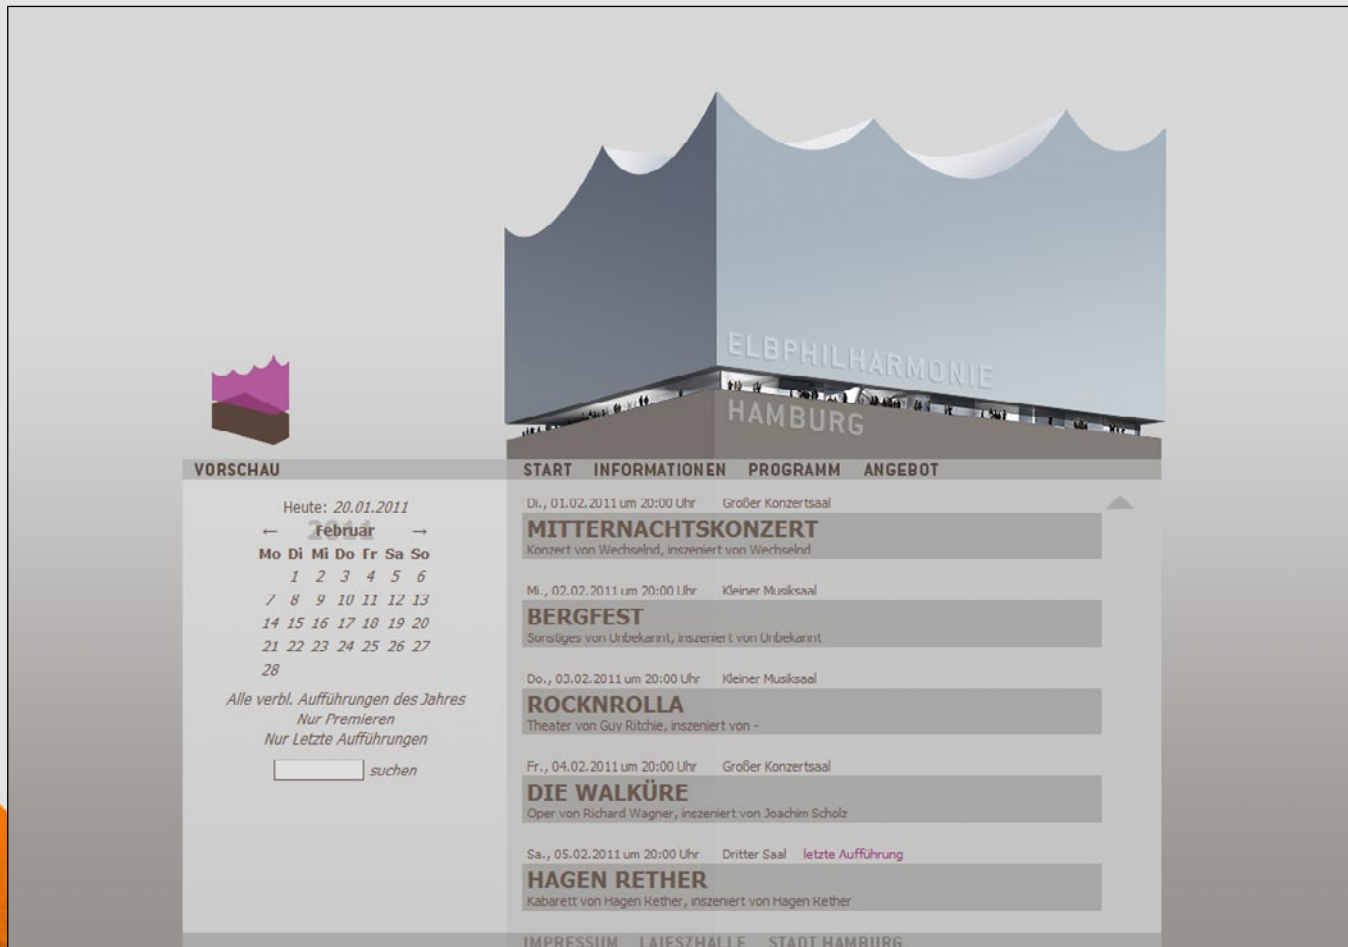 ELBPHILHARMONIE
HAMBURG
VORSCHAU
START INFORMATIONEN PROGRAMM ANGEBOT
Heute: 20.01.2011
2011
← Februar →
Mo Di Mi Do Fr Sa So
1 2 3 4 5 6
7 8 9 10 11 12 13
14 15 16 17 18 19 20
21 22 23 24 25 26 27
28
Alle verbl. Aufführungen des Jahres
Nur Premieren
Nur Letzte Aufführungen
suchen
Di., 01.02.2011 um 20:00 Uhr Großer Konzertsaal
MITTERNACHTSKONZERT
Konzert von Wechselnd, inszeniert von Wechselnd
Mi., 02.02.2011 um 20:00 Uhr Kleiner Musiksaal
BERGFEST
Sonstiges von Unbekannt, inszeniert von Unbekannt
Do., 03.02.2011 um 20:00 Uhr Kleiner Musiksaal
ROCKNROLLA
Theater von Guy Ritchie, inszeniert von -
Fr., 04.02.2011 um 20:00 Uhr Großer Konzertsaal
DIE WALKÜRE
Oper von Richard Wagner, inszeniert von Joachim Scholz
Sa., 05.02.2011 um 20:00 Uhr Dritter Saal letzte Aufführung
HAGEN RETHER
Kabarett von Hagen Rether, inszeniert von Hagen Rether
IMPRESSUM LAIESZHALLE STADT HAMBURG